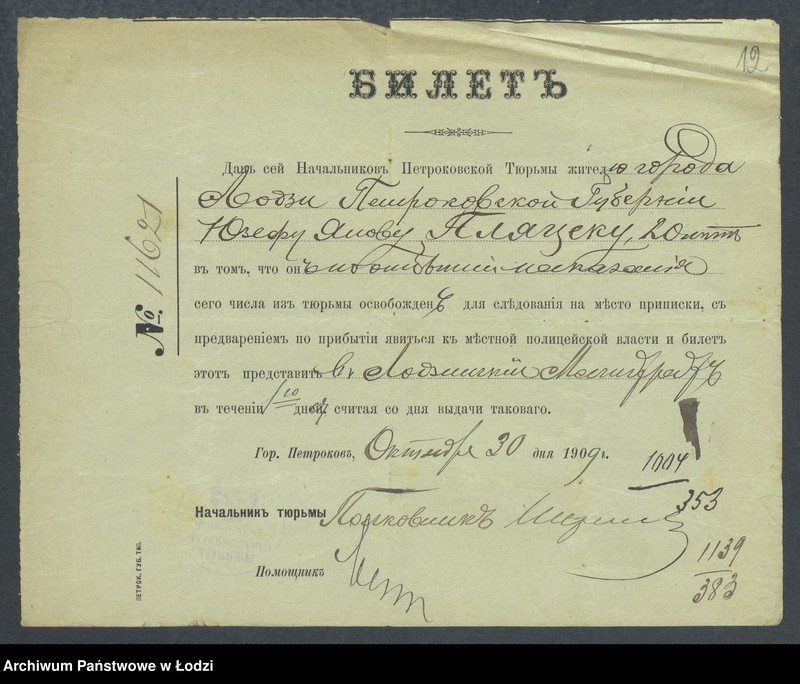 12
БИЛЕТЪ
Данъ сей Начальниковъ Петроковской Тюрьмы жителю города
Лодзи Петроковской Губерніи
Юзефу Янову Пляцеку, 20 лѣтъ
въ томъ, что онъ наказанія
сего числа изъ тюрьмы освобожденъ для слѣдованія на мѣсто приписки, съ
предвареніемъ по прибытіи явиться къ мѣстной полицейской власти и билетъ
этотъ представить въ Лодзинскій Магистратъ
въ теченіи дней, считая со дня выдачи таковаго.
Гор. Петроковъ, Октября 30 дня 1909 г.
1004
353
Начальникъ тюрьмы Полковникъ
1139
383
Помощникъ
№ 11621
ПЕТРОК. ГУБ. ТИП.
Archiwum Państwowe w Łodzi